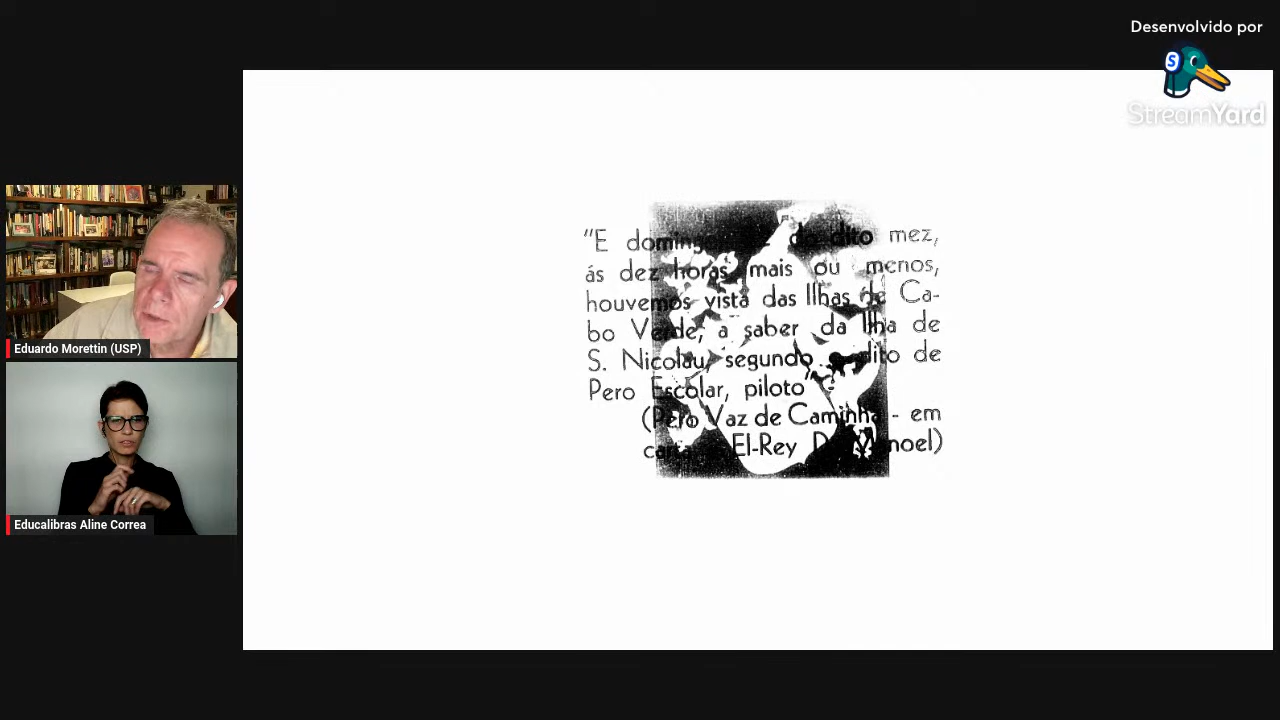 Desenvolvido por
S
StreamYard
"E domingo do dito mez,
ás dez horas, mais ou menos,
houvemos vista das Ilhas de Ca-
bo Verde, a saber da Ilha de
S. Nicolau, segundo dito de
Pero Escolar, piloto"
(Pero Vaz de Caminha - em
carta El-Rey D. Manoel)
Eduardo Morettin (USP)
Educalibras Aline Correa